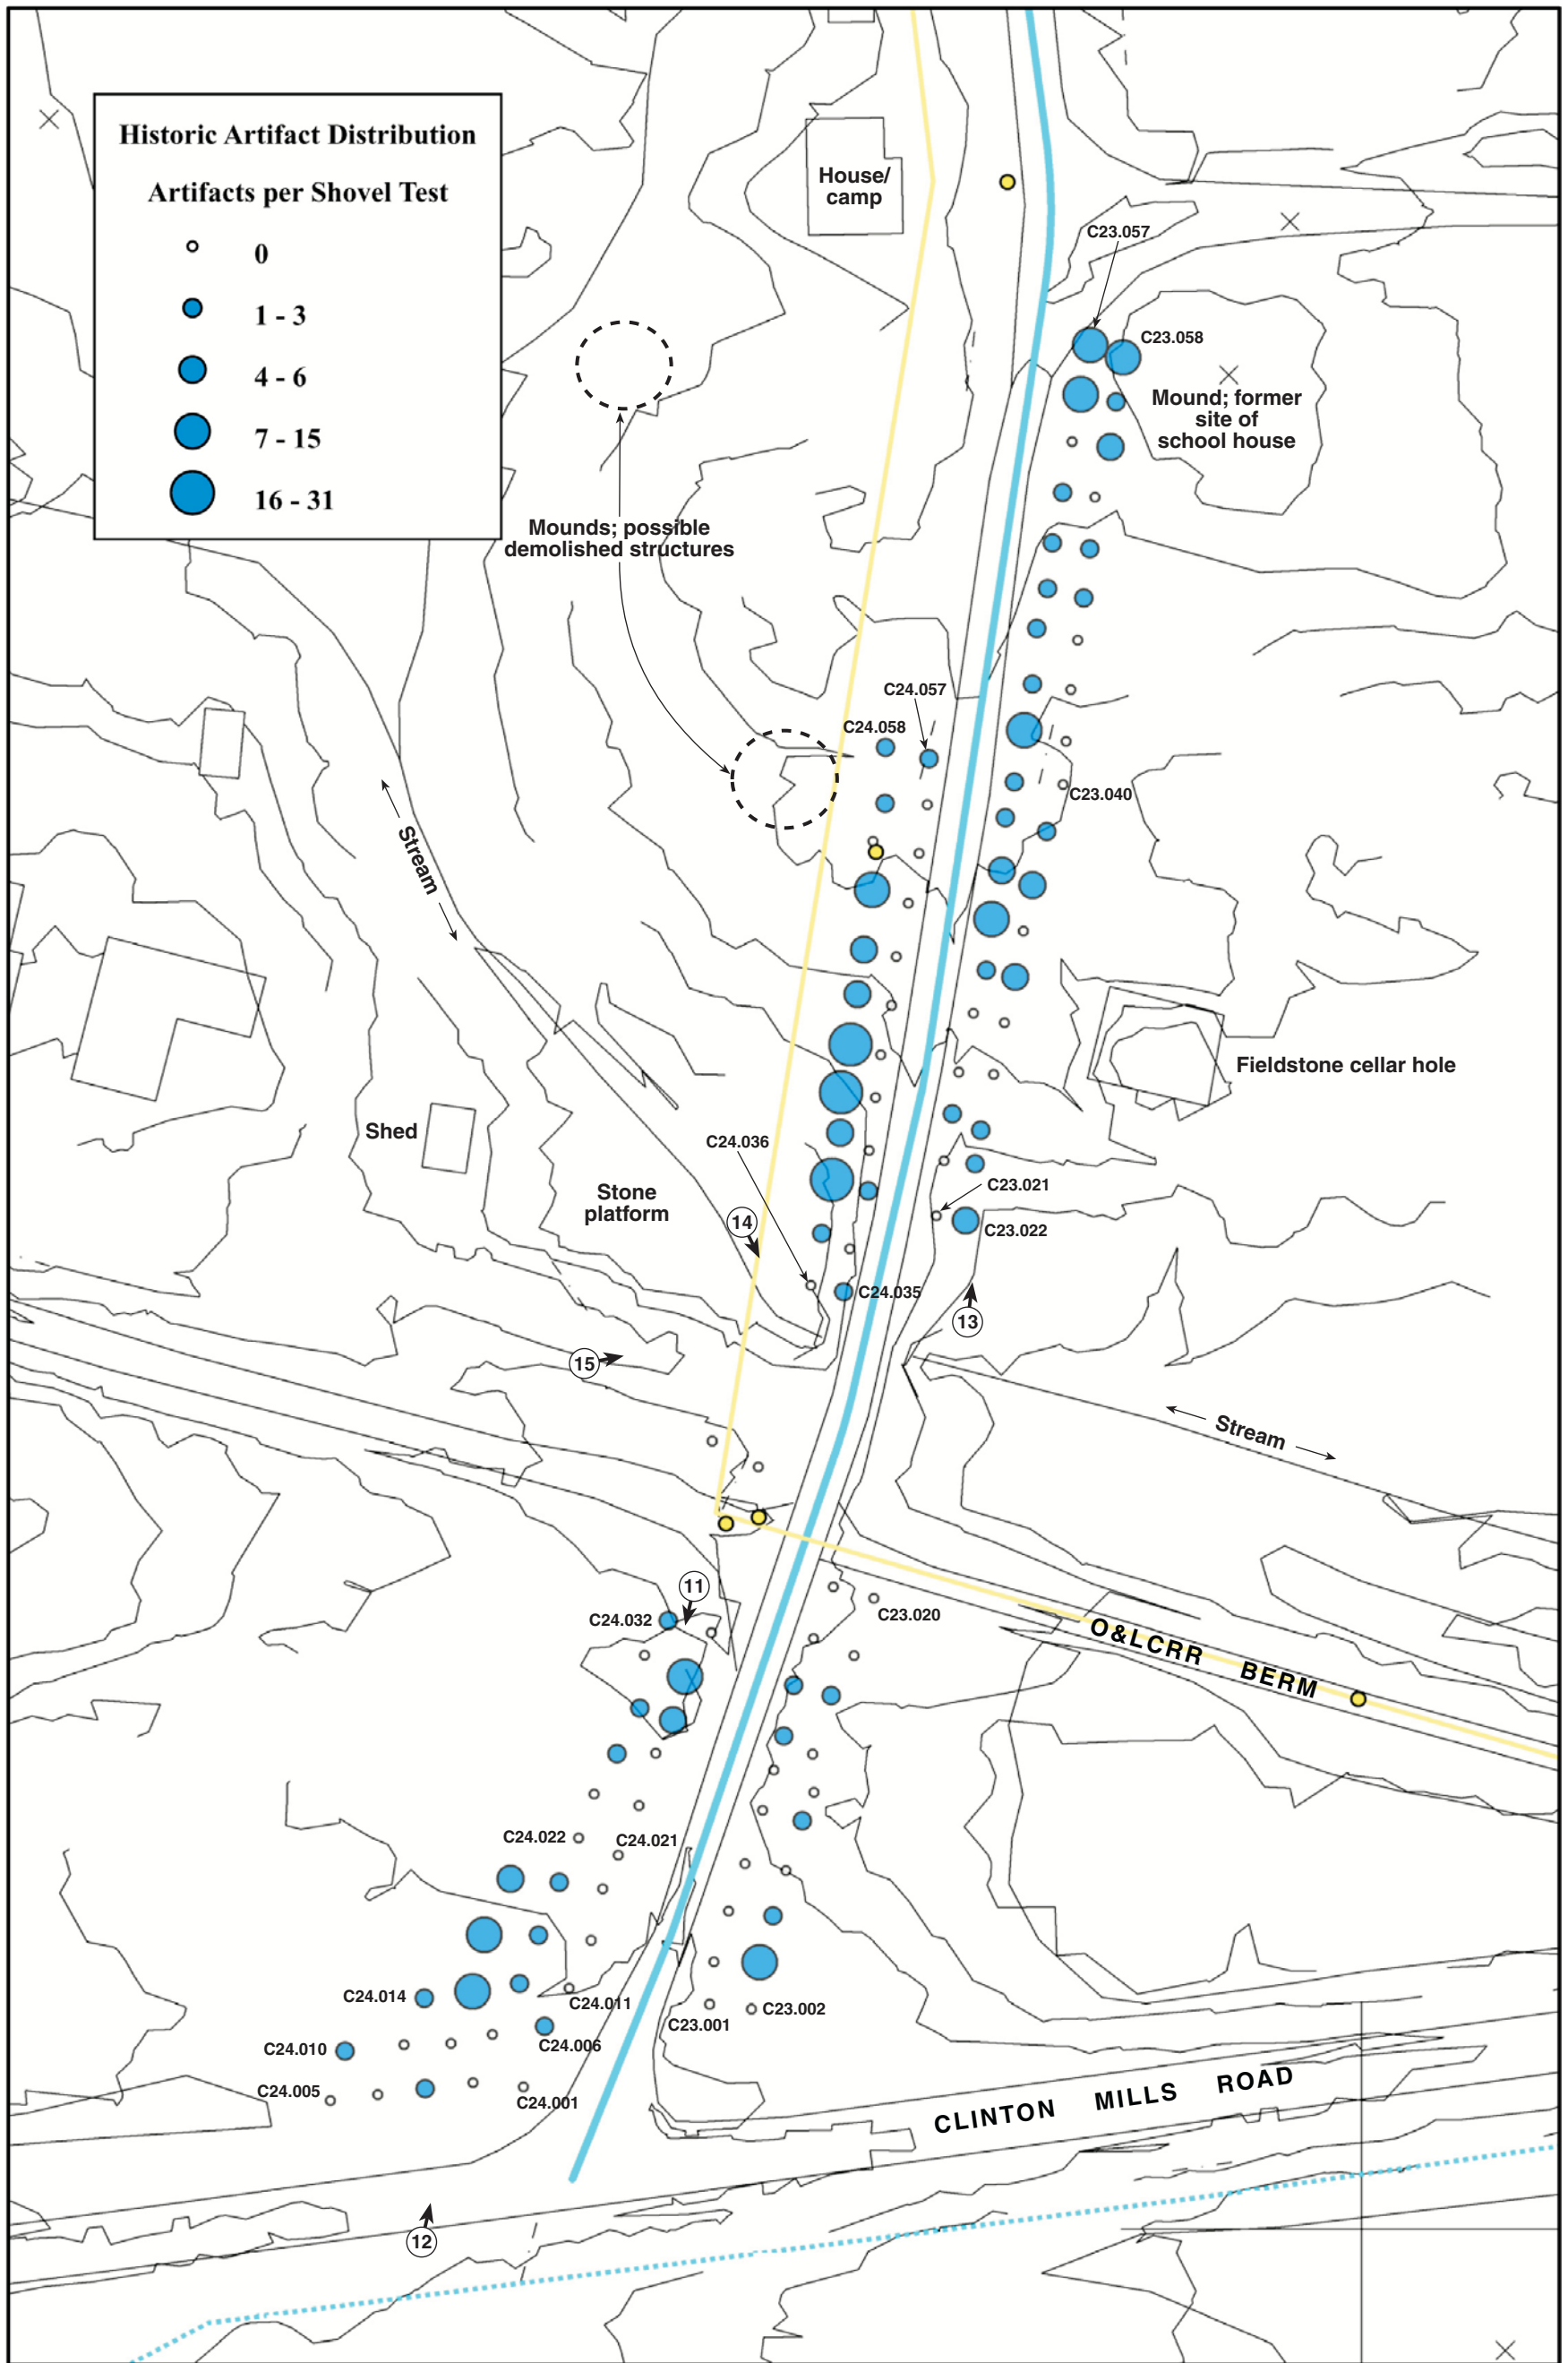 Historic Artifact Distribution
Artifacts per Shovel Test
0
1 - 3
4 - 6
7 - 15
16 - 31
House/
camp
C23.057
C23.058
Mound; former
site of
school house
Mounds; possible
demolished structures
C24.057
C24.058
C23.040
Stream
Fieldstone cellar hole
Shed
C24.036
Stone
platform
C23.021
14
C23.022
C24.035
13
15
Stream
11
C24.032
C23.020
O&LCRR BERM
C24.022
C24.021
C24.014
C24.011
C23.002
C23.001
C24.010
C24.006
C24.005
C24.001
CLINTON MILLS ROAD
12